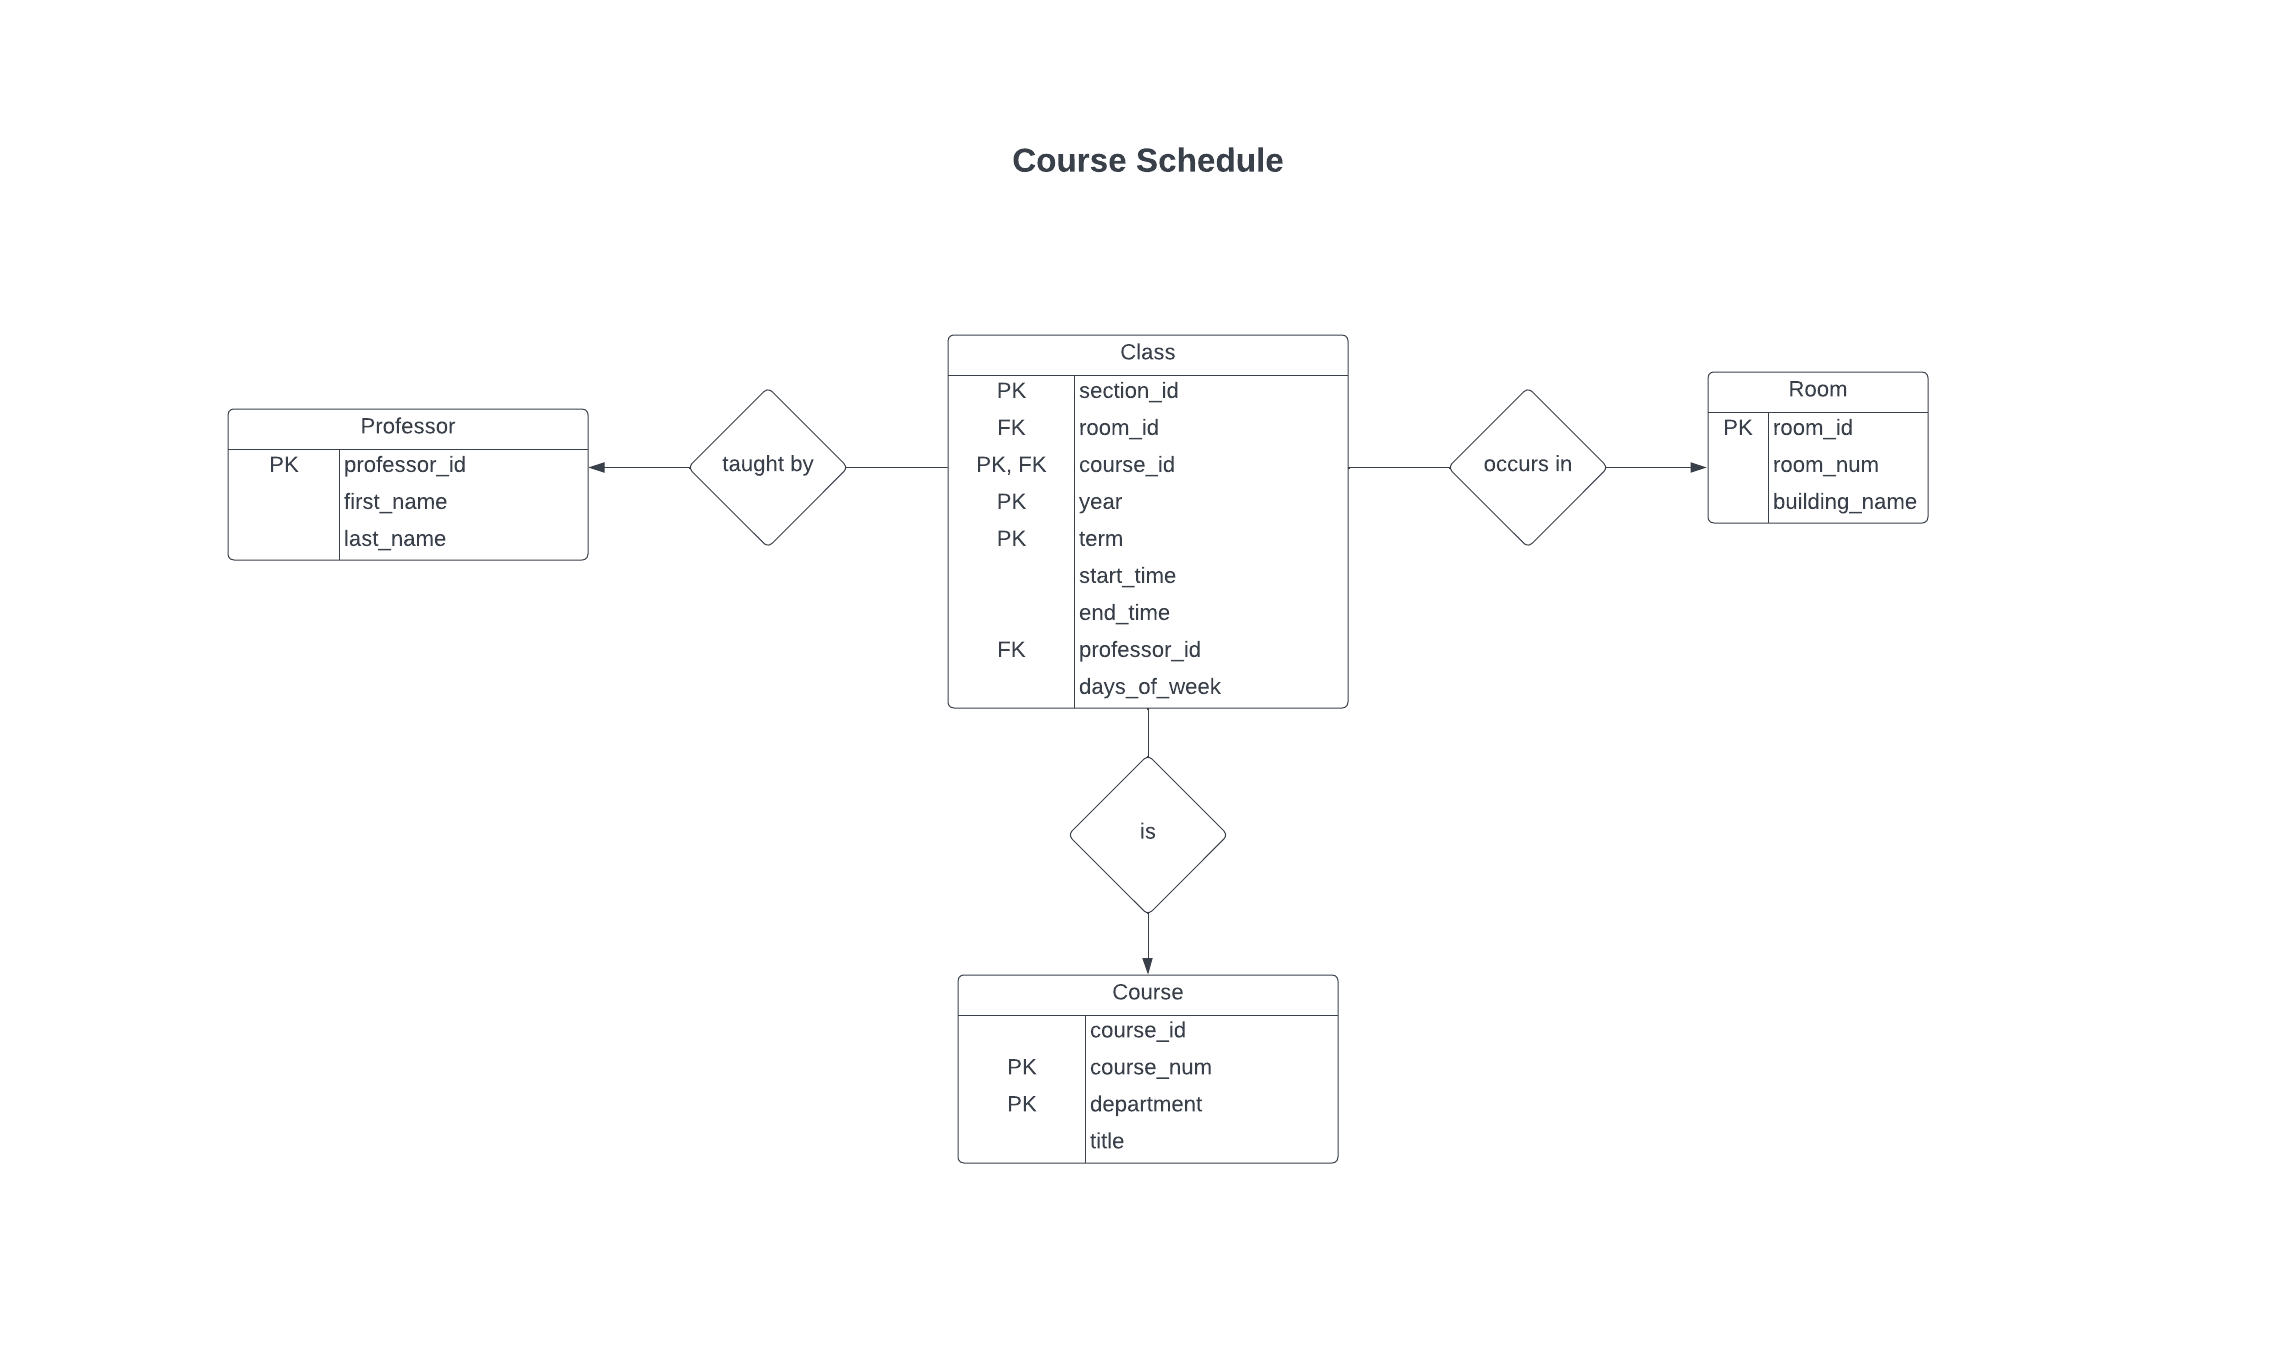 Course Schedule
Professor
PK professor_id
first_name
last_name
taught by
Class
PK section_id
FK room_id
PK, FK course_id
PK year
PK term
start_time
end_time
FK professor_id
days_of_week
occurs in
Room
PK room_id
room_num
building_name
is
Course
course_id
PK course_num
PK department
title